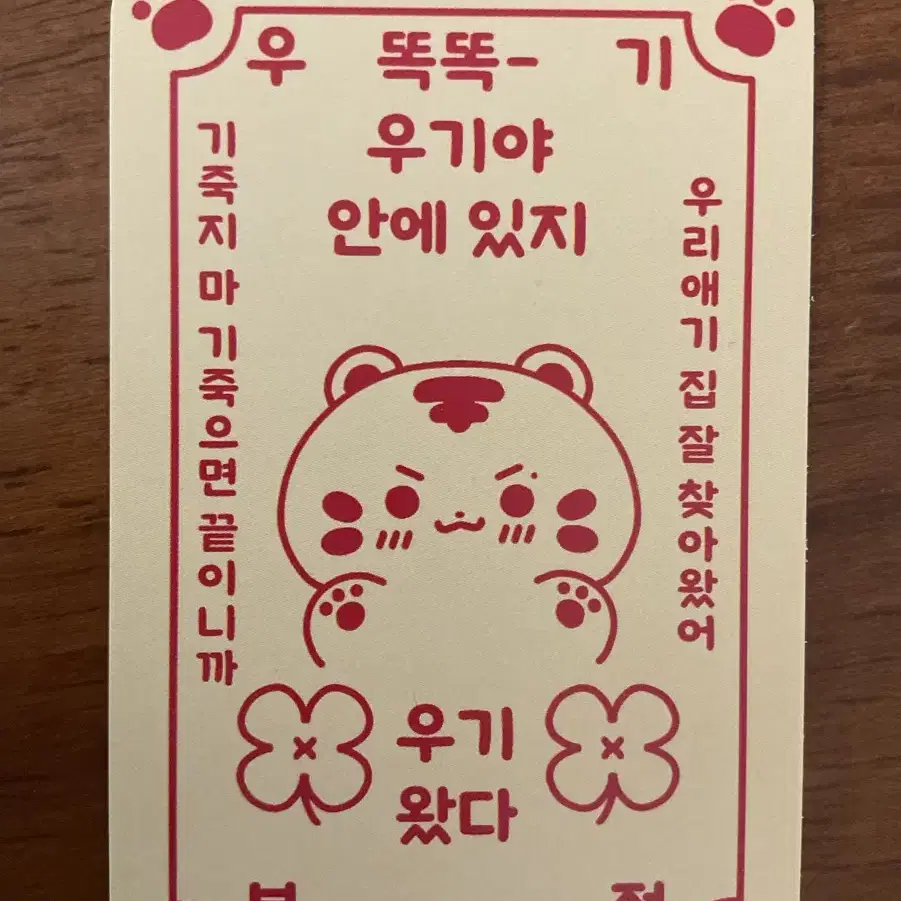 우 똑똑- 기
우기야
안에 있지
기죽지 마 기죽으면 끝이니까
우리애기 집 잘 찾아왔어
우기
왔다